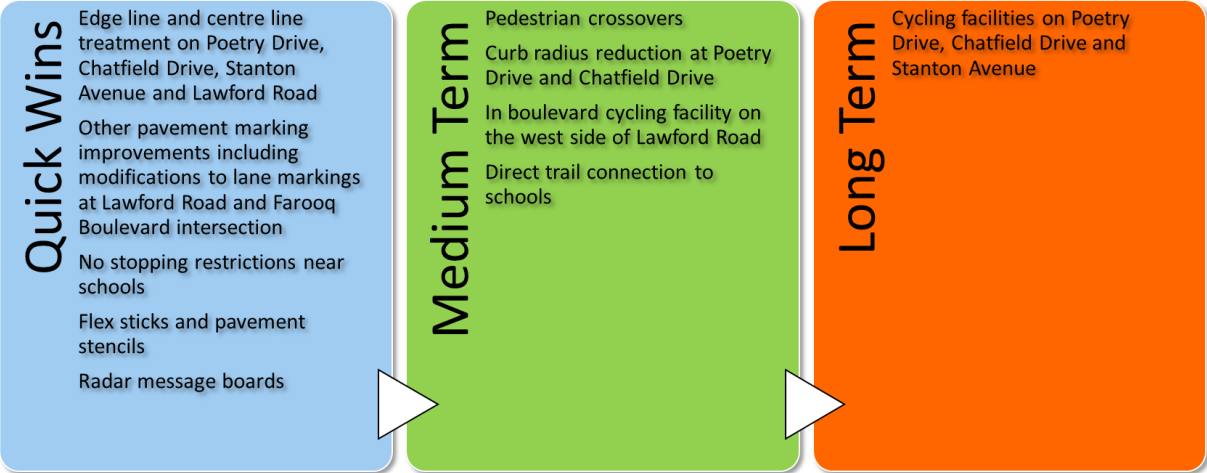 Quick Wins
Edge line and centre line
treatment on Poetry Drive,
Chatfield Drive, Stanton
Avenue and Lawford Road
Other pavement marking
improvements including
modifications to lane markings
at Lawford Road and Farooq
Boulevard intersection
No stopping restrictions near
schools
Flex sticks and pavement
stencils
Radar message boards
Medium Term
Pedestrian crossovers
Curb radius reduction at Poetry
Drive and Chatfield Drive
In boulevard cycling facility on
the west side of Lawford Road
Direct trail connection to
schools
Long Term
Cycling facilities on Poetry
Drive, Chatfield Drive and
Stanton Avenue